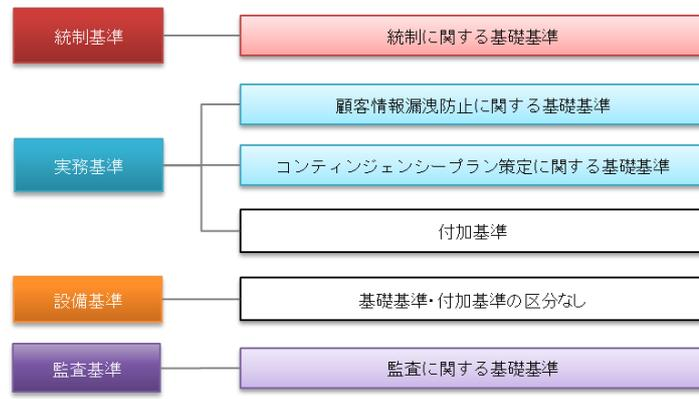 統制基準
統制に関する基礎基準
顧客情報漏洩防止に関する基礎基準
実務基準
コンティンジェンシープラン策定に関する基礎基準
付加基準
設備基準
基礎基準・付加基準の区分なし
監査基準
監査に関する基礎基準